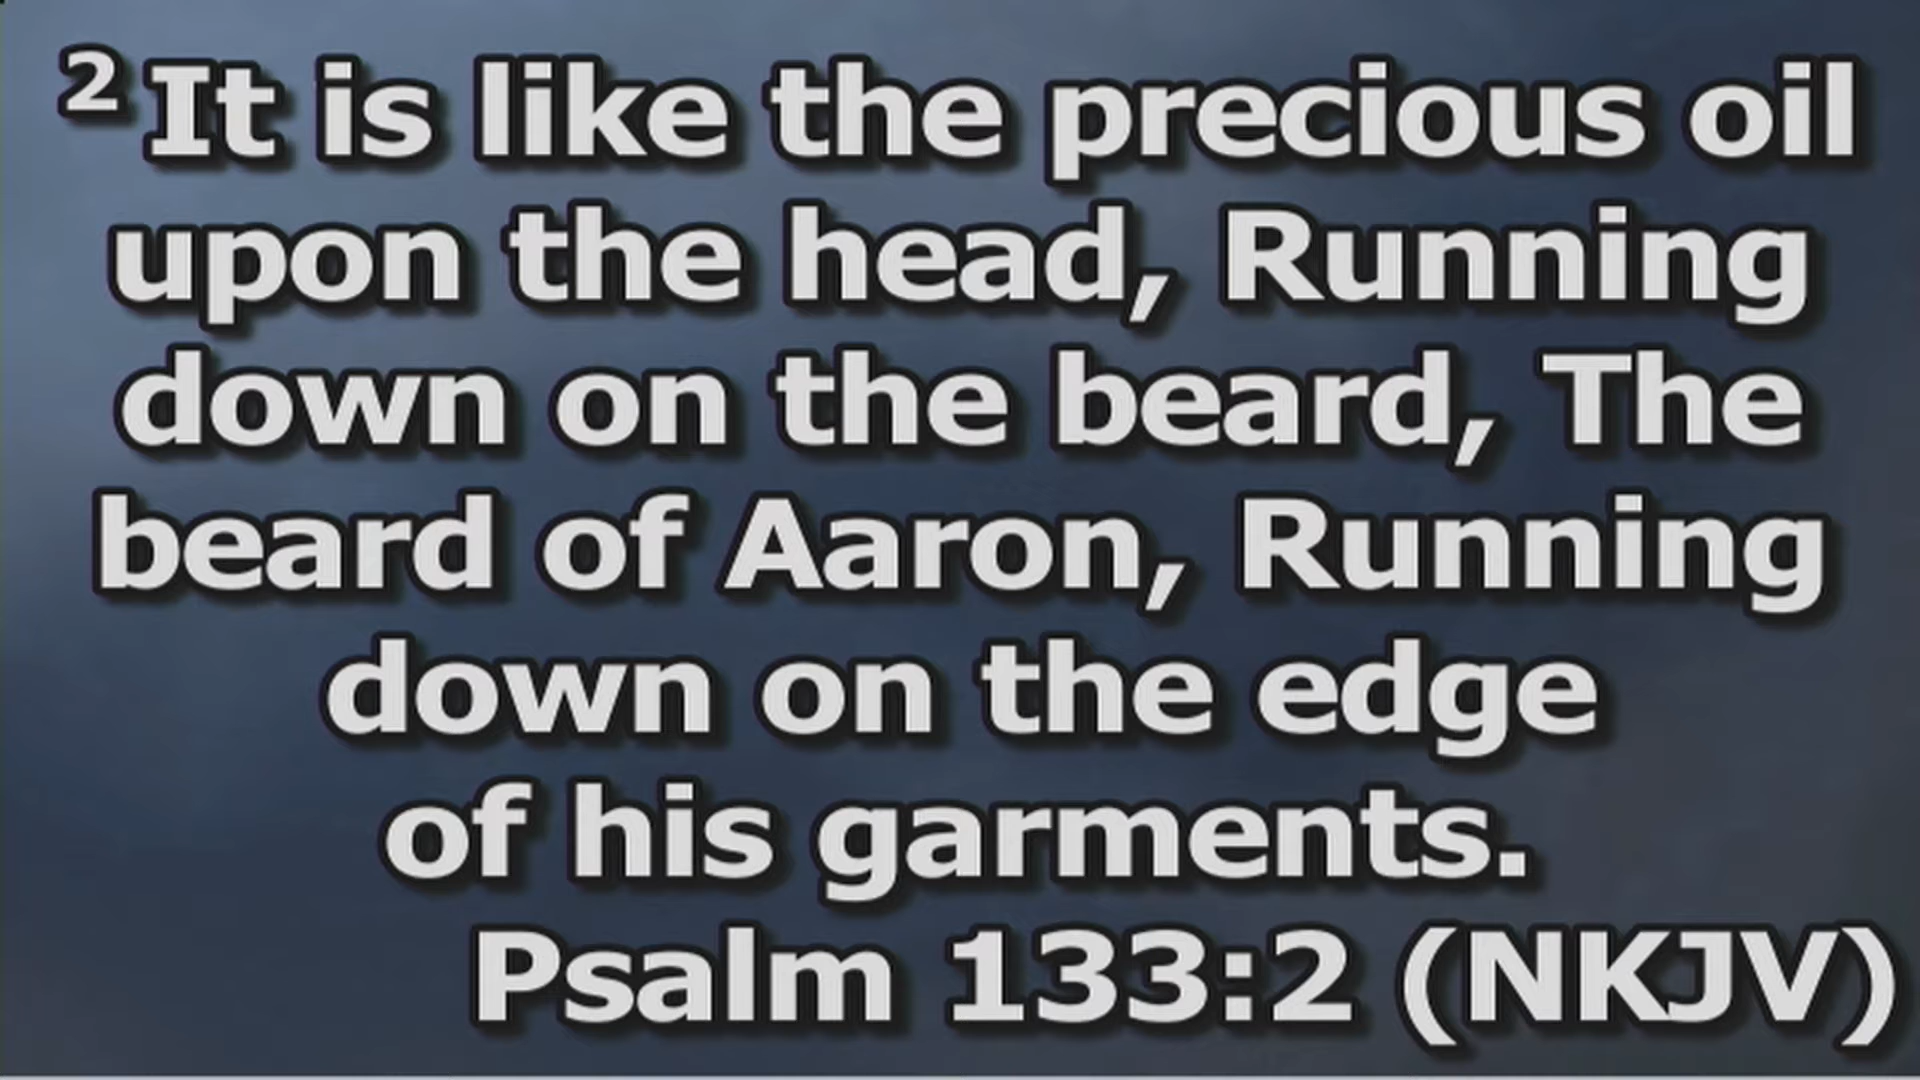 2 It is like the precious oil
upon the head, Running
down on the beard, The
beard of Aaron, Running
down on the edge
of his garments.
Psalm 133:2 (NKJV)